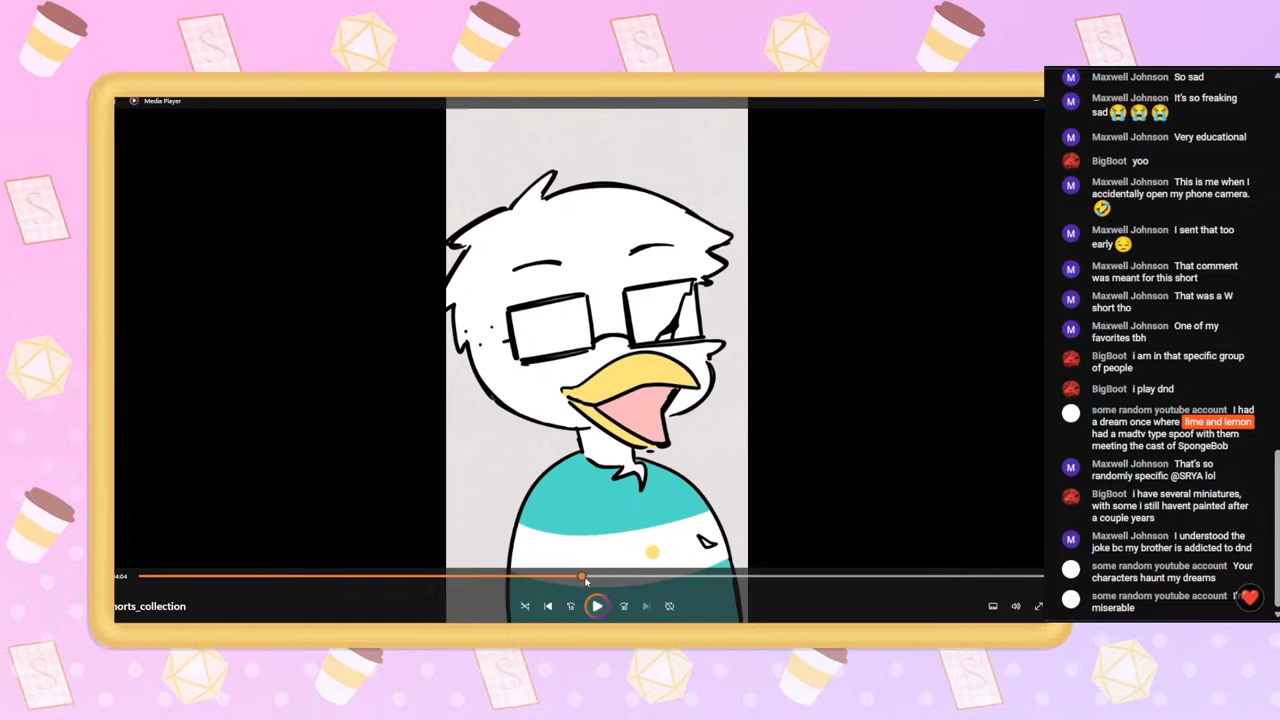 Media Player
4:04
horts_collection
Maxwell Johnson So sad
Maxwell Johnson It's so freaking
sad😭😭😭
Maxwell Johnson Very educational
BigBoot yoo
Maxwell Johnson This is me when I
accidentally open my phone camera.
🤣
Maxwell Johnson I sent that too
early😔
Maxwell Johnson That comment
was meant for this short
Maxwell Johnson That was a W
short tho
Maxwell Johnson One of my
favorites tbh
BigBoot i am in that specific group
of people
BigBoot i play dnd
some random youtube account I had
a dream once where lime and lemon
had a madtv type spoof with them
meeting the cast of SpongeBob
Maxwell Johnson That's so
randomly specific @SRYA lol
BigBoot i have several miniatures,
with some i still havent painted after
a couple years
Maxwell Johnson I understood the
joke bc my brother is addicted to dnd
some random youtube account Your
characters haunt my dreams
some random youtube account
miserable